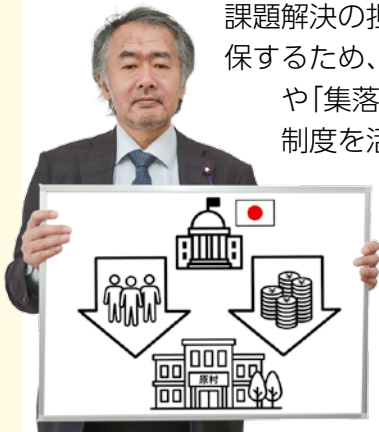 課題解決の担
保するため、
や「集落
制度を活
原村